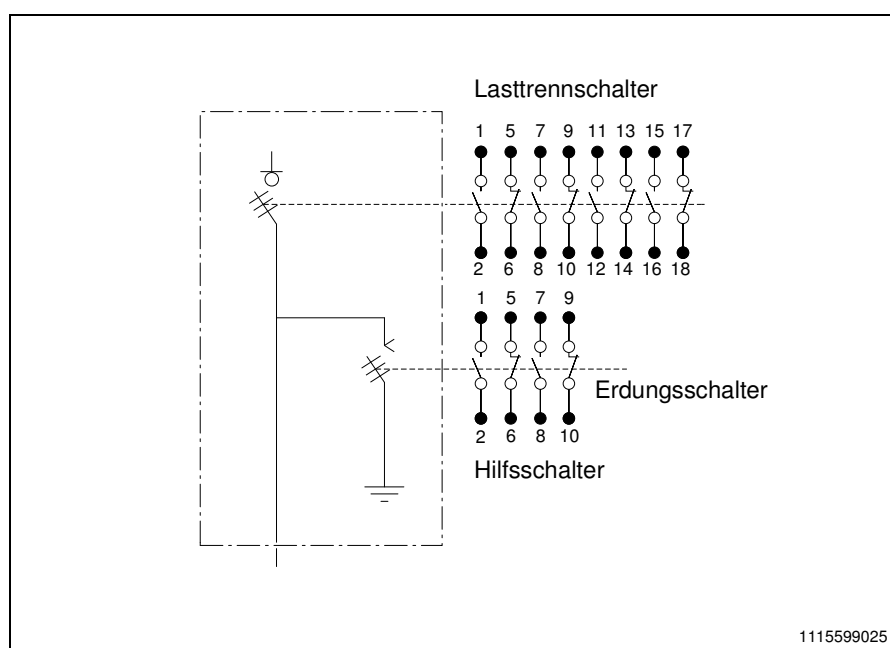 Lasttrennschalter
1 5 7 9 11 13 15 17
2 6 8 10 12 14 16 18
1 5 7 9
Erdungsschalter
2 6 8 10
Hilfsschalter
1115599025